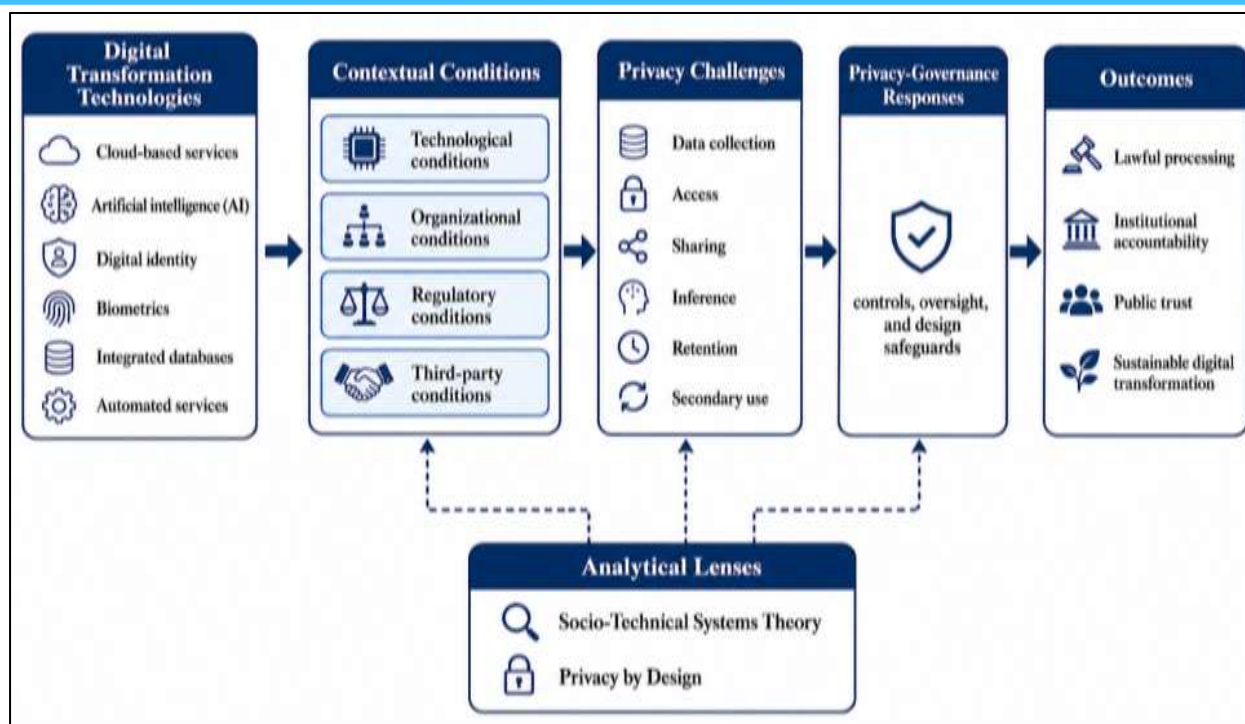 Digital
Transformation
Technologies
Cloud-based services
Artificial intelligence (AI)
Digital identity
Biometrics
Integrated databases
Automated services
Contextual Conditions
Technological
conditions
Organizational
conditions
Regulatory
conditions
Third-party
conditions
Privacy Challenges
Data collection
Access
Sharing
Inference
Retention
Secondary use
Privacy-Governance
Responses
controls, oversight,
and design
safeguards
Outcomes
Lawful processing
Institutional
accountability
Public trust
Sustainable digital
transformation
Analytical Lenses
Socio-Technical Systems Theory
Privacy by Design